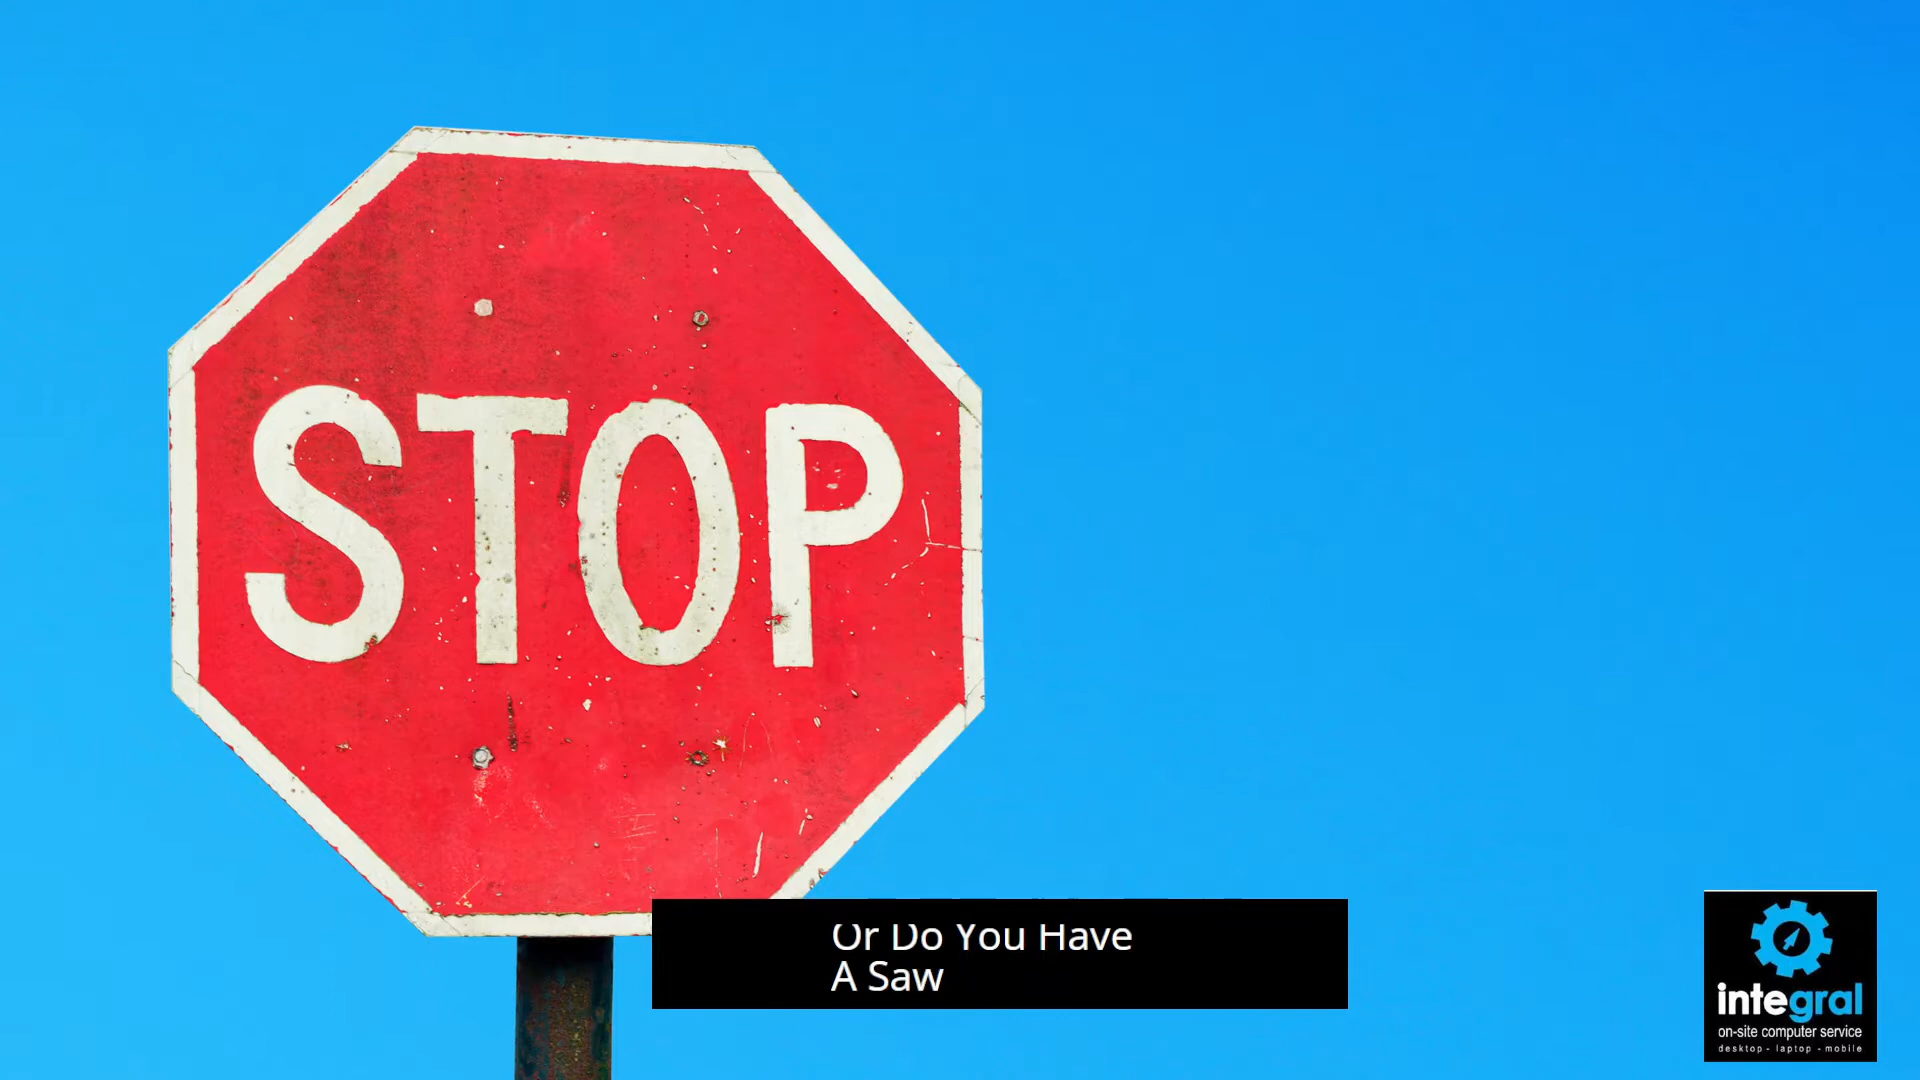 STOP
Or Do You Have
A Saw
integral
on-site computer service
desktop - laptop - mobile